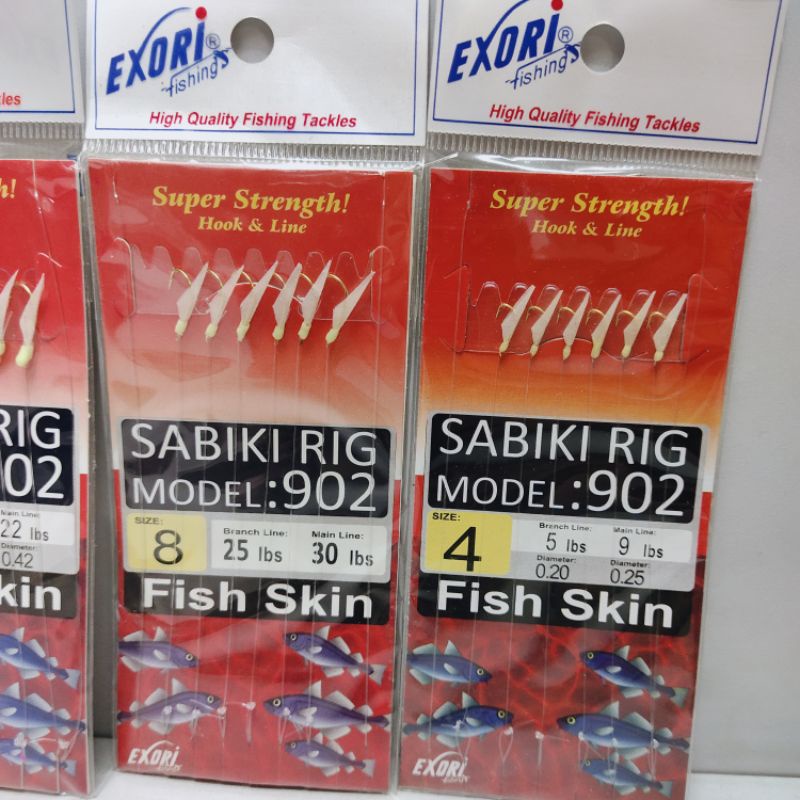 kles
h!
RIG
902
Main Line:
22 lbs
Diameter:
0.42
kin
EXORI®
fishing
High Quality Fishing Tackles
Super Strength!
Hook & Line
SABIKI RIG
MODEL:902
SIZE:
8
Branch Line:
25 lbs
Main Line:
30 lbs
Fish Skin
EXORI
EXORI®
fishing
High Quality Fishing Tackles
Super Strength!
Hook & Line
SABIKI RIG
MODEL:902
SIZE:
4
Branch Line:
5 lbs
Diameter:
0.20
Main Line:
9 lbs
Diameter:
0.25
Fish Skin
EXORI